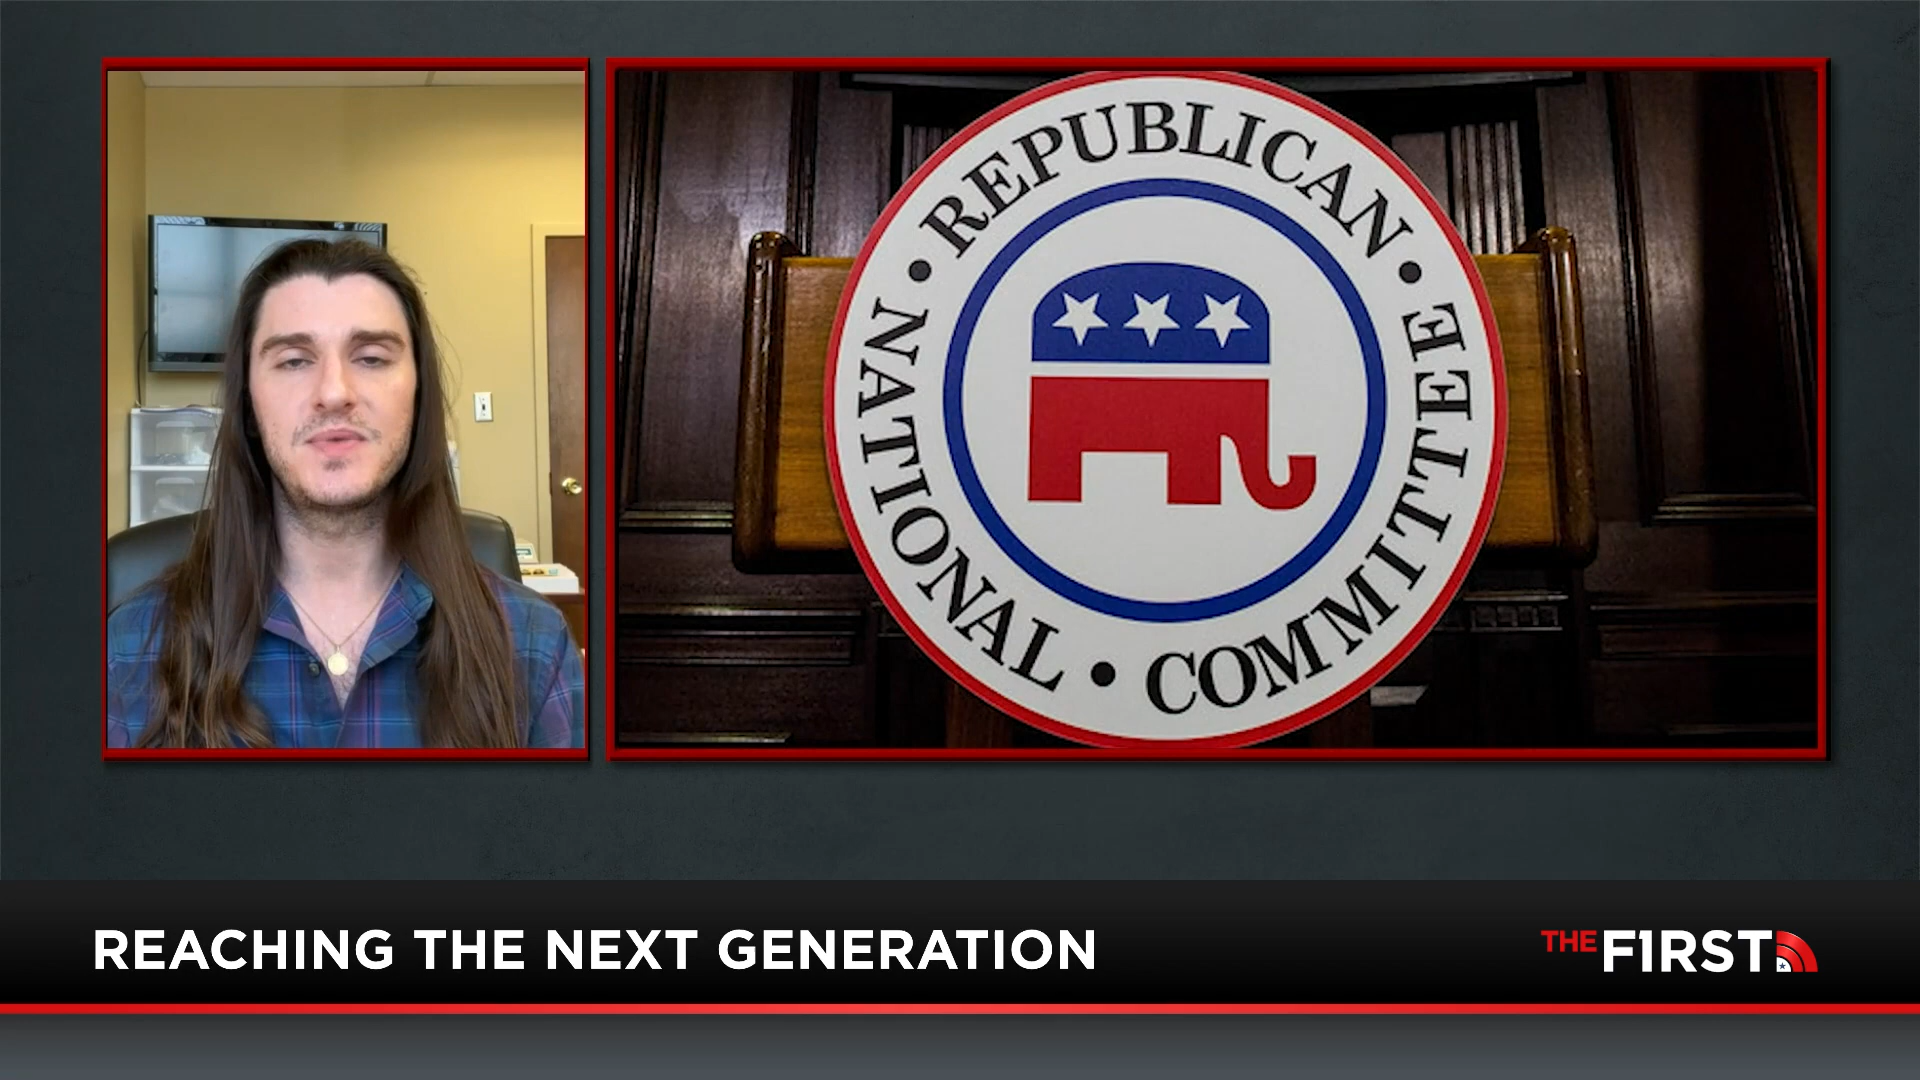 REPUBLICAN
NATIONAL • COMMITTEE
REACHING THE NEXT GENERATION
THE FIRST